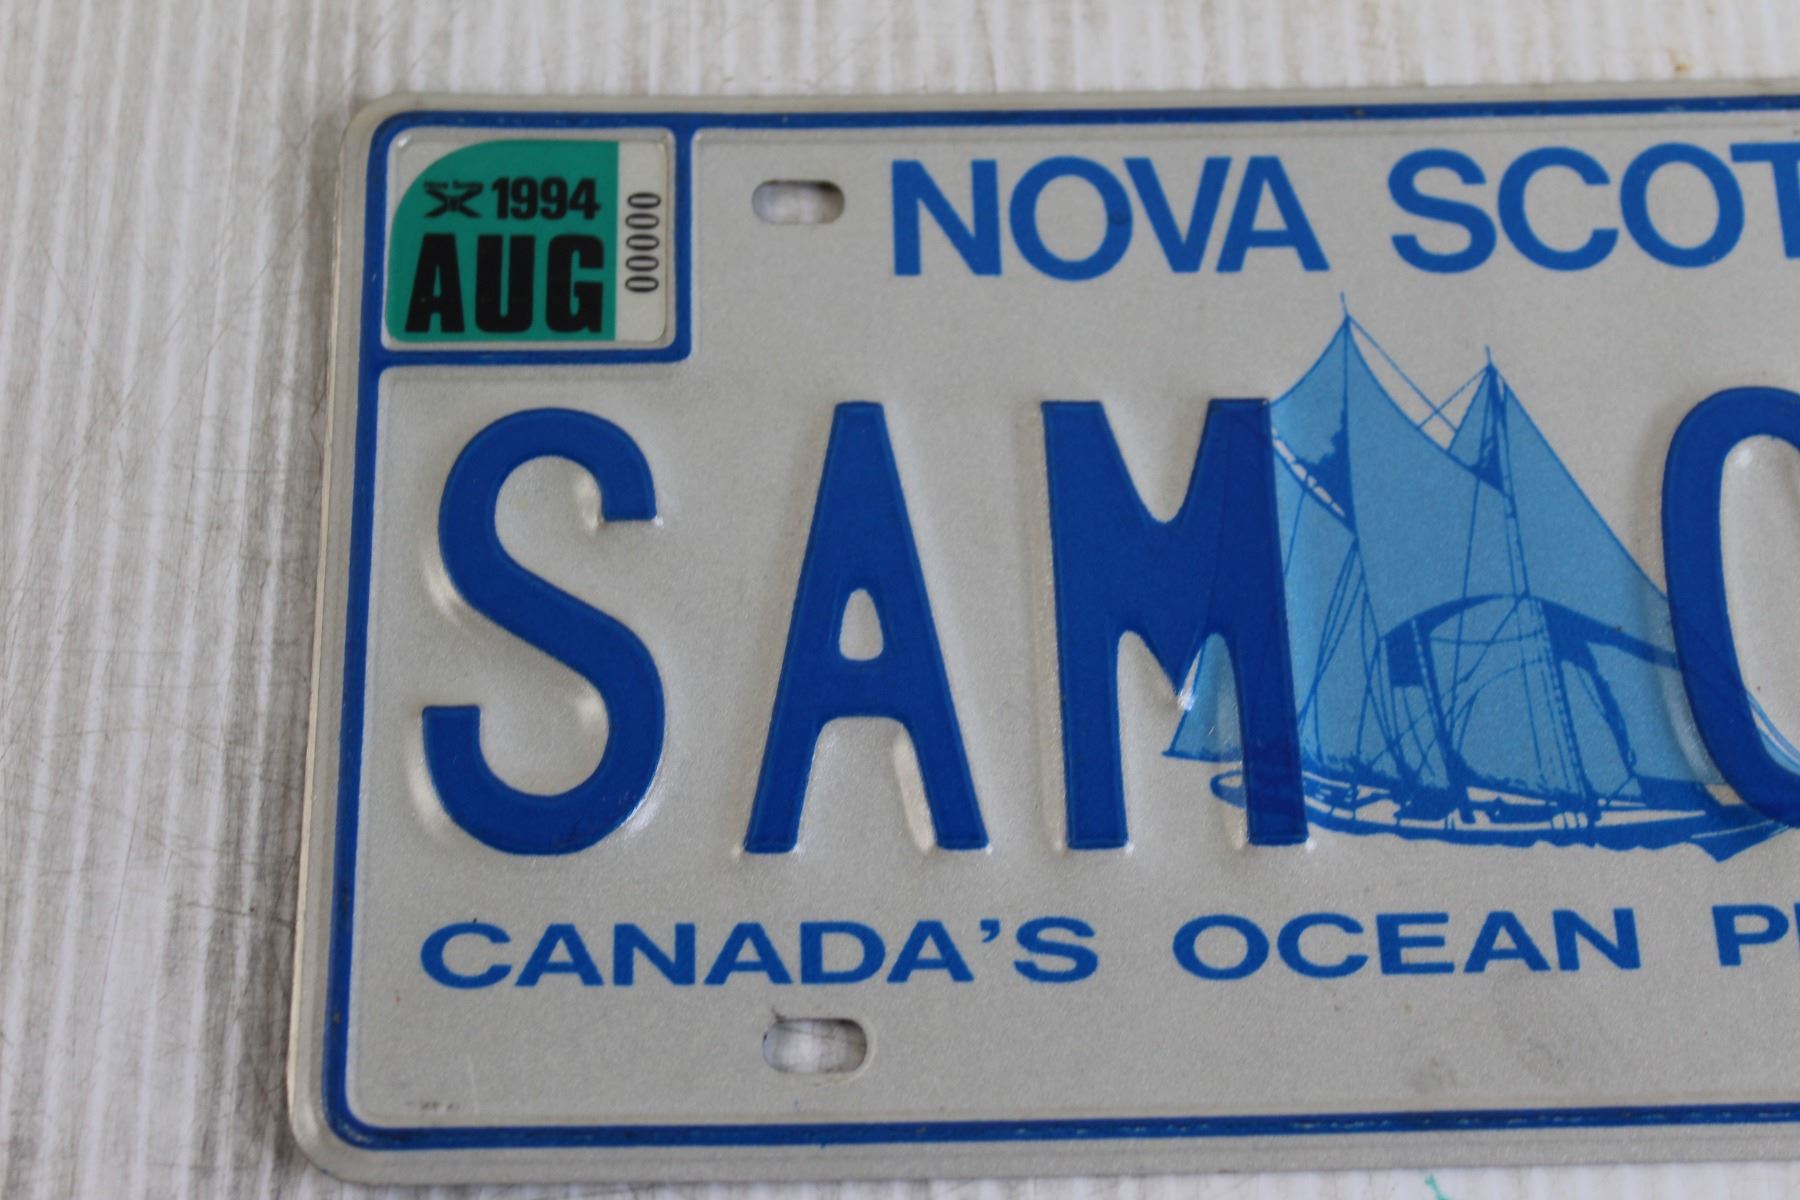 1994
AUG
00000
NOVA SCOT
SAM
CANADA'S OCEAN P